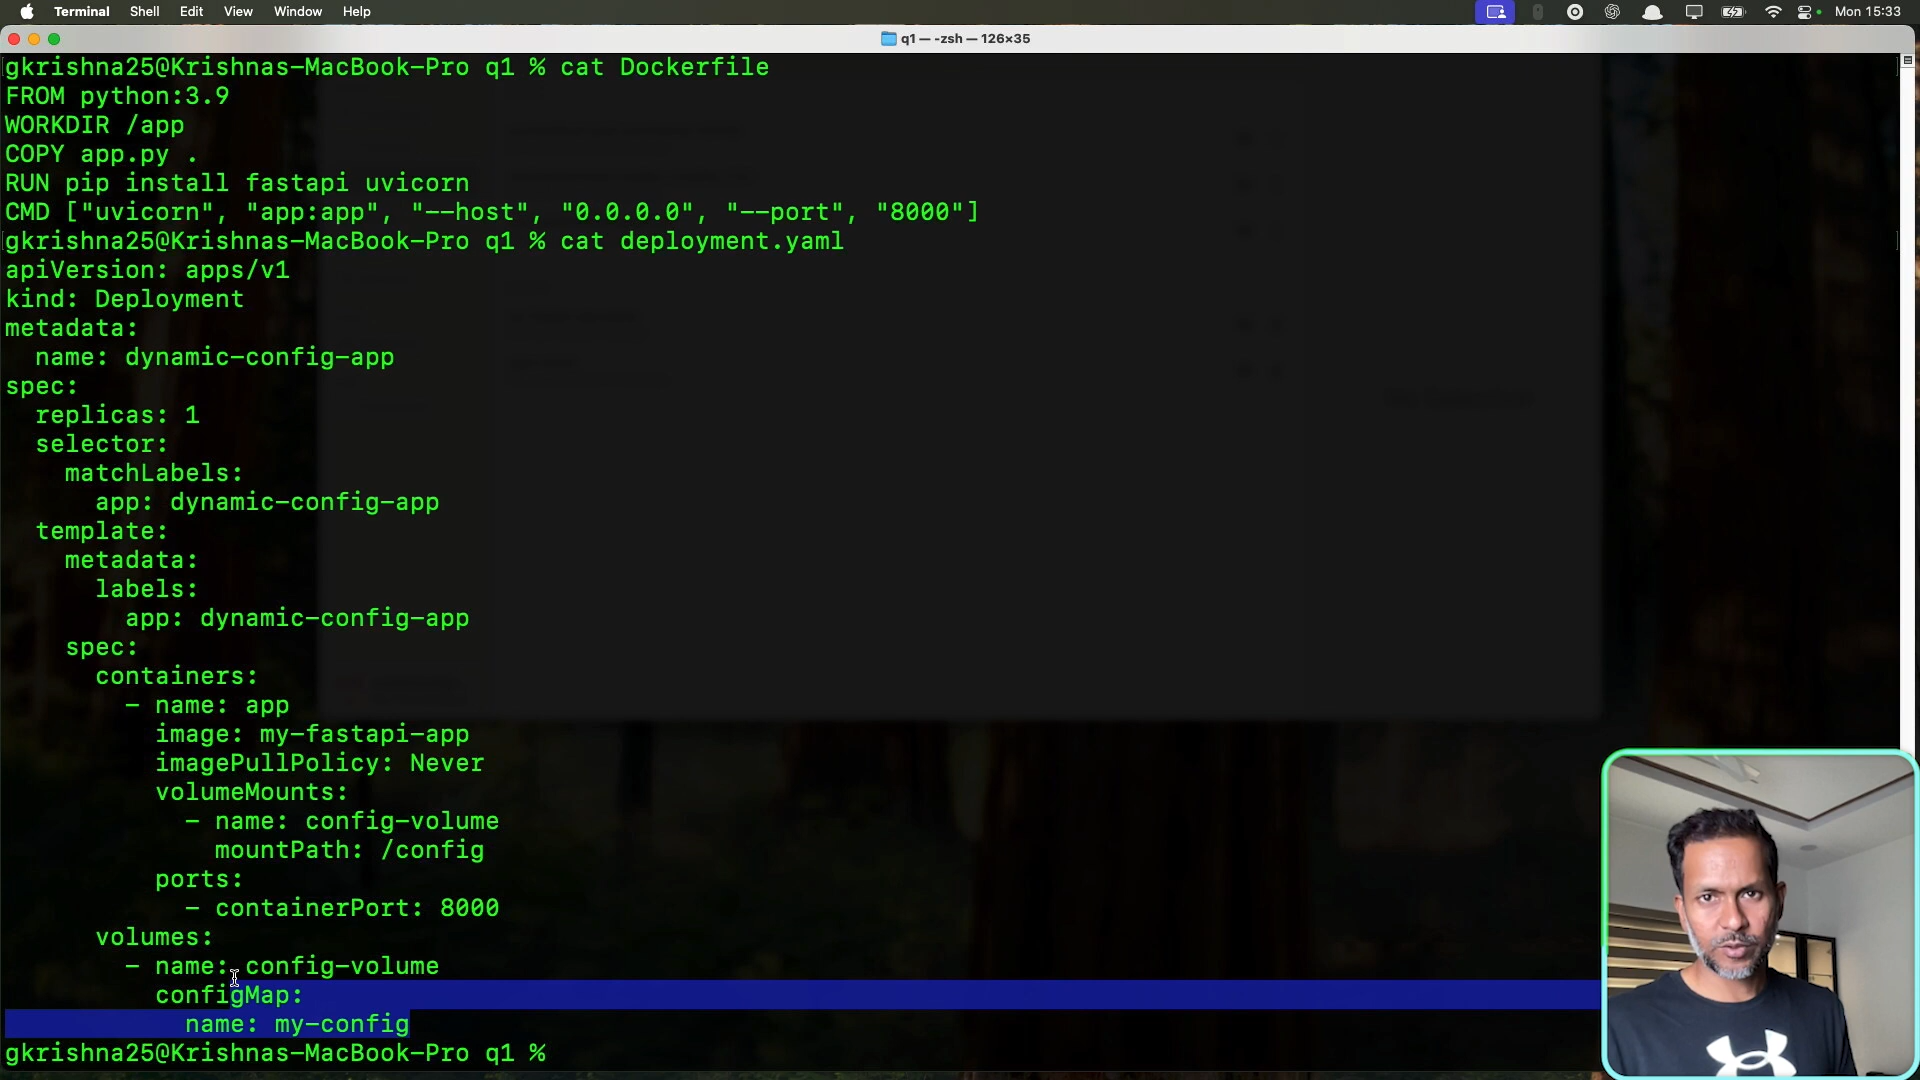 Terminal Shell Edit View Window Help Mon 15:33
q1 — -zsh — 126×35
gkrishna25@Krishnas-MacBook-Pro q1 % cat Dockerfile
FROM python:3.9
WORKDIR /app
COPY app.py .
RUN pip install fastapi uvicorn
CMD ["uvicorn", "app:app", "--host", "0.0.0.0", "--port", "8000"]
gkrishna25@Krishnas-MacBook-Pro q1 % cat deployment.yaml
apiVersion: apps/v1
kind: Deployment
metadata:
  name: dynamic-config-app
spec:
  replicas: 1
  selector:
    matchLabels:
      app: dynamic-config-app
  template:
    metadata:
      labels:
        app: dynamic-config-app
    spec:
      containers:
        - name: app
          image: my-fastapi-app
          imagePullPolicy: Never
          volumeMounts:
            - name: config-volume
              mountPath: /config
          ports:
            - containerPort: 8000
      volumes:
        - name: config-volume
          configMap:
            name: my-config
gkrishna25@Krishnas-MacBook-Pro q1 %